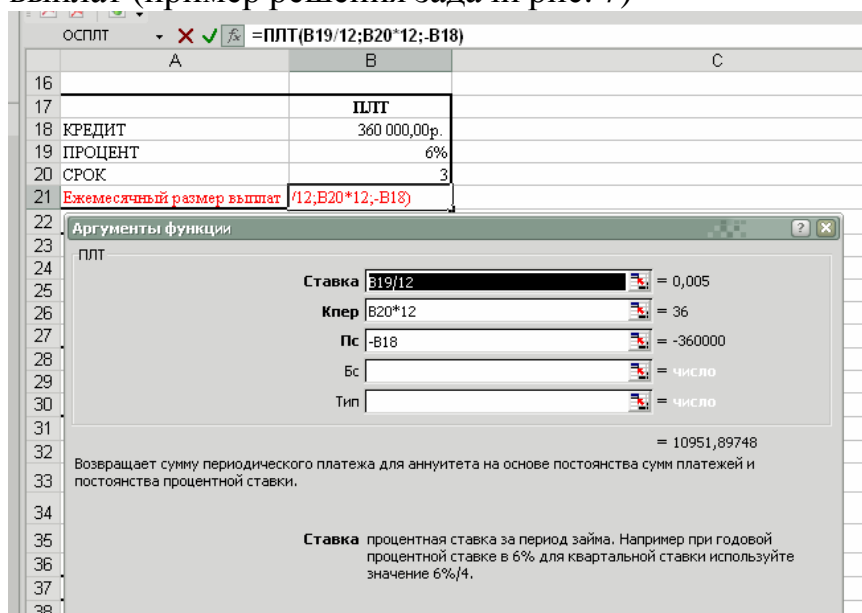 выплат (пример решения задачи рис. 7)
ОСПЛТ =ПЛТ(B19/12;B20*12;-B18)
A B C
16
17 ПЛТ
18 КРЕДИТ 360 000,00р.
19 ПРОЦЕНТ 6%
20 СРОК 3
21 Ежемесячный размер выплат /12;B20*12;-B18)
22
Аргументы функции
23
ПЛТ
24
Ставка B19/12 = 0,005
25
26
Кпер B20*12 = 36
27
Пс -B18 = -360000
28
Бс = число
29
30
Тип = число
31
= 10951,89748
32
Возвращает сумму периодического платежа для аннуитета на основе постоянства сумм платежей и
33
постоянства процентной ставки.
34
35
Ставка процентная ставка за период займа. Например при годовой
36
процентной ставке в 6% для квартальной ставки используйте
значение 6%/4.
37
38